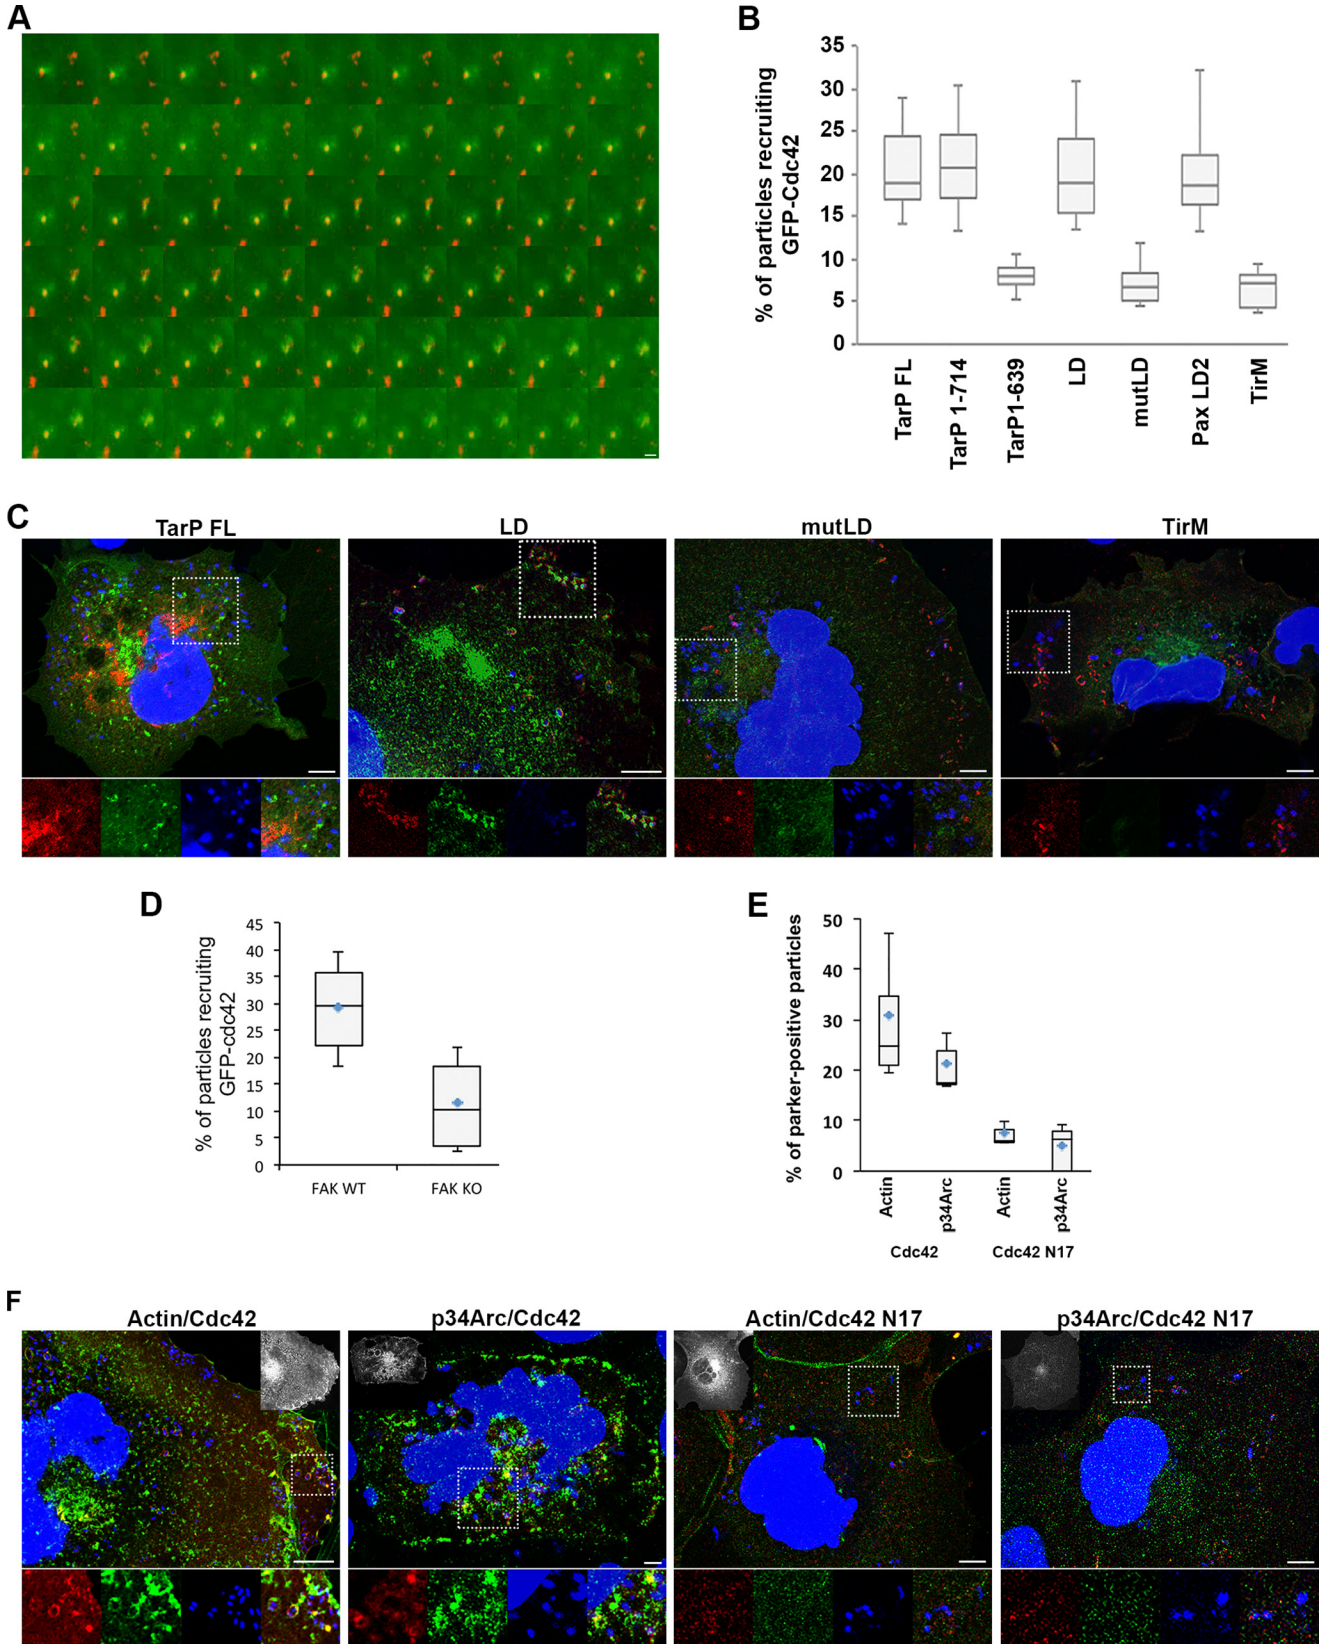 A
B
35
30
25
20
15
10
5
0
% of particles recruiting
GFP-Cdc42
TarP FL
TarP 1-714
TarP1-639
LD
mutLD
Pax LD2
TirM
C
TarP FL
LD
mutLD
TirM
D
45
40
35
30
25
20
15
10
5
0
% of particles recruiting
GFP-cdc42
FAK WT
FAK KO
E
50
40
30
20
10
0
% of parker-positive particles
Actin
p34Arc
Actin
p34Arc
Cdc42
Cdc42 N17
F
Actin/Cdc42
p34Arc/Cdc42
Actin/Cdc42 N17
p34Arc/Cdc42 N17